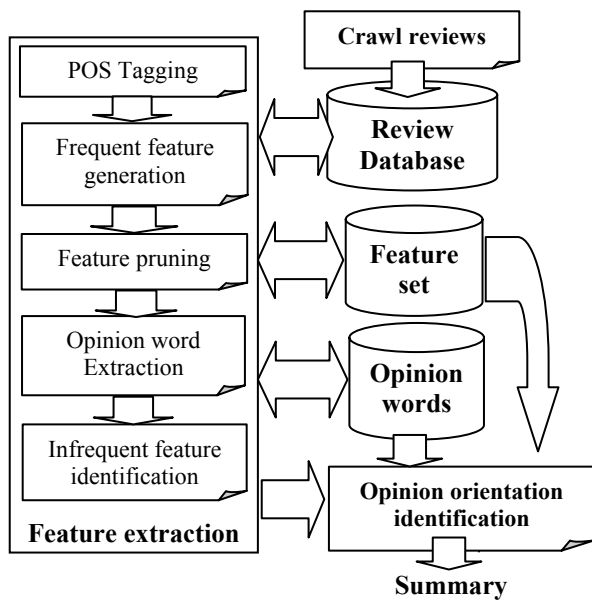 POS Tagging
Frequent feature
generation
Feature pruning
Opinion word
Extraction
Infrequent feature
identification
Feature extraction
Crawl reviews
Review
Database
Feature
set
Opinion
words
Opinion orientation
identification
Summary